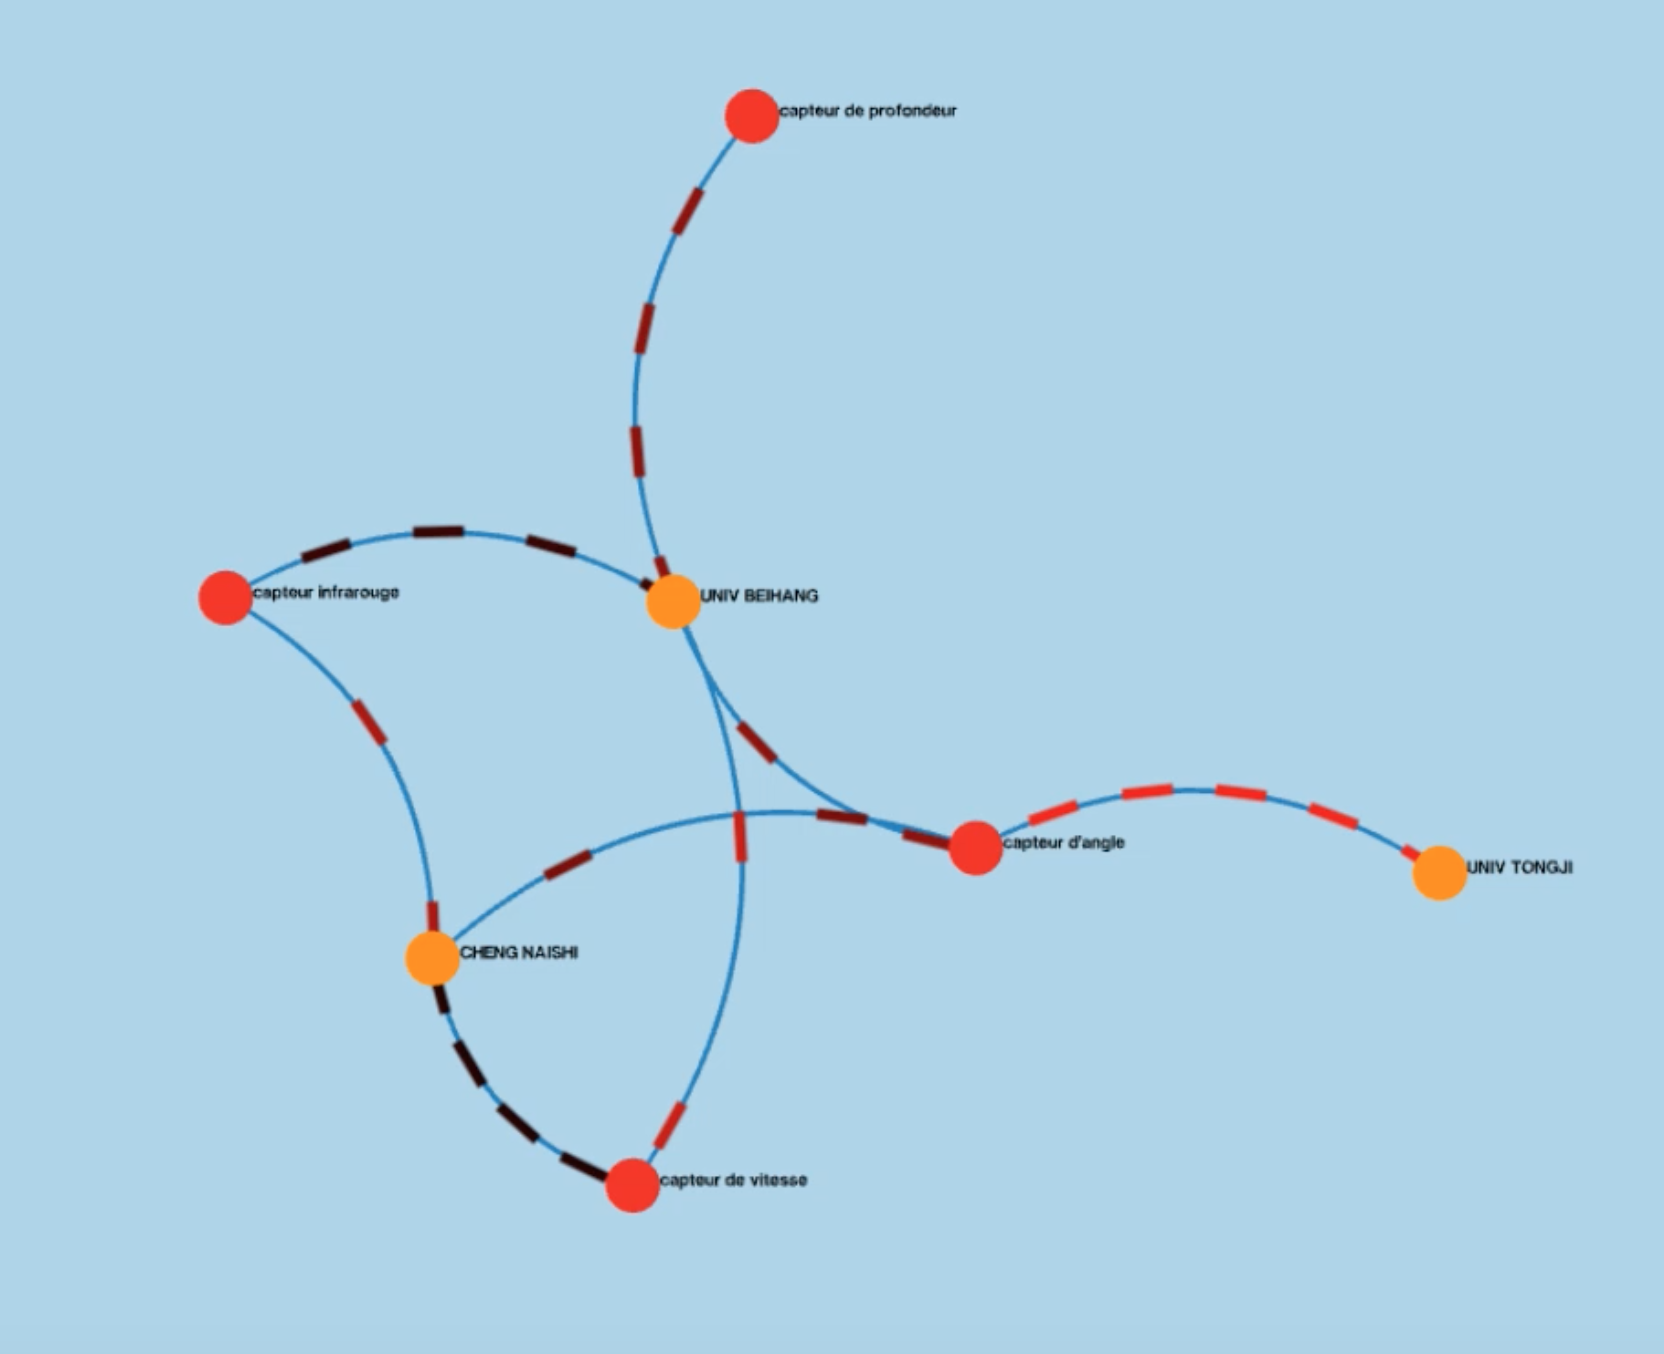 capteur de profondeur
capteur infrarouge
UNIV BEIHANG
capteur d'angle
UNIV TONGJI
CHENG NAISHI
capteur de vitesse